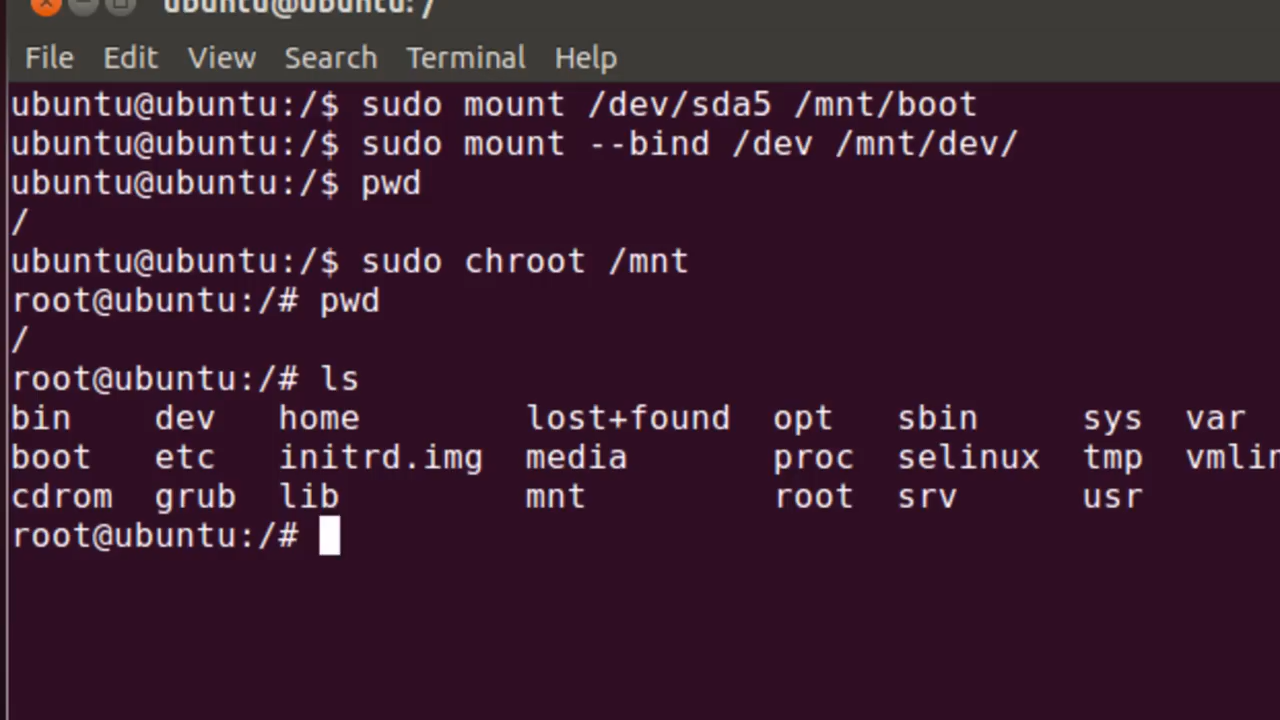 ubuntu@ubuntu: /
File Edit View Search Terminal Help
ubuntu@ubuntu:/$ sudo mount /dev/sda5 /mnt/boot
ubuntu@ubuntu:/$ sudo mount --bind /dev /mnt/dev/
ubuntu@ubuntu:/$ pwd
/
ubuntu@ubuntu:/$ sudo chroot /mnt
root@ubuntu:/# pwd
/
root@ubuntu:/# ls
bin dev home lost+found opt sbin sys var
boot etc initrd.img media proc selinux tmp vmlin
cdrom grub lib mnt root srv usr
root@ubuntu:/#